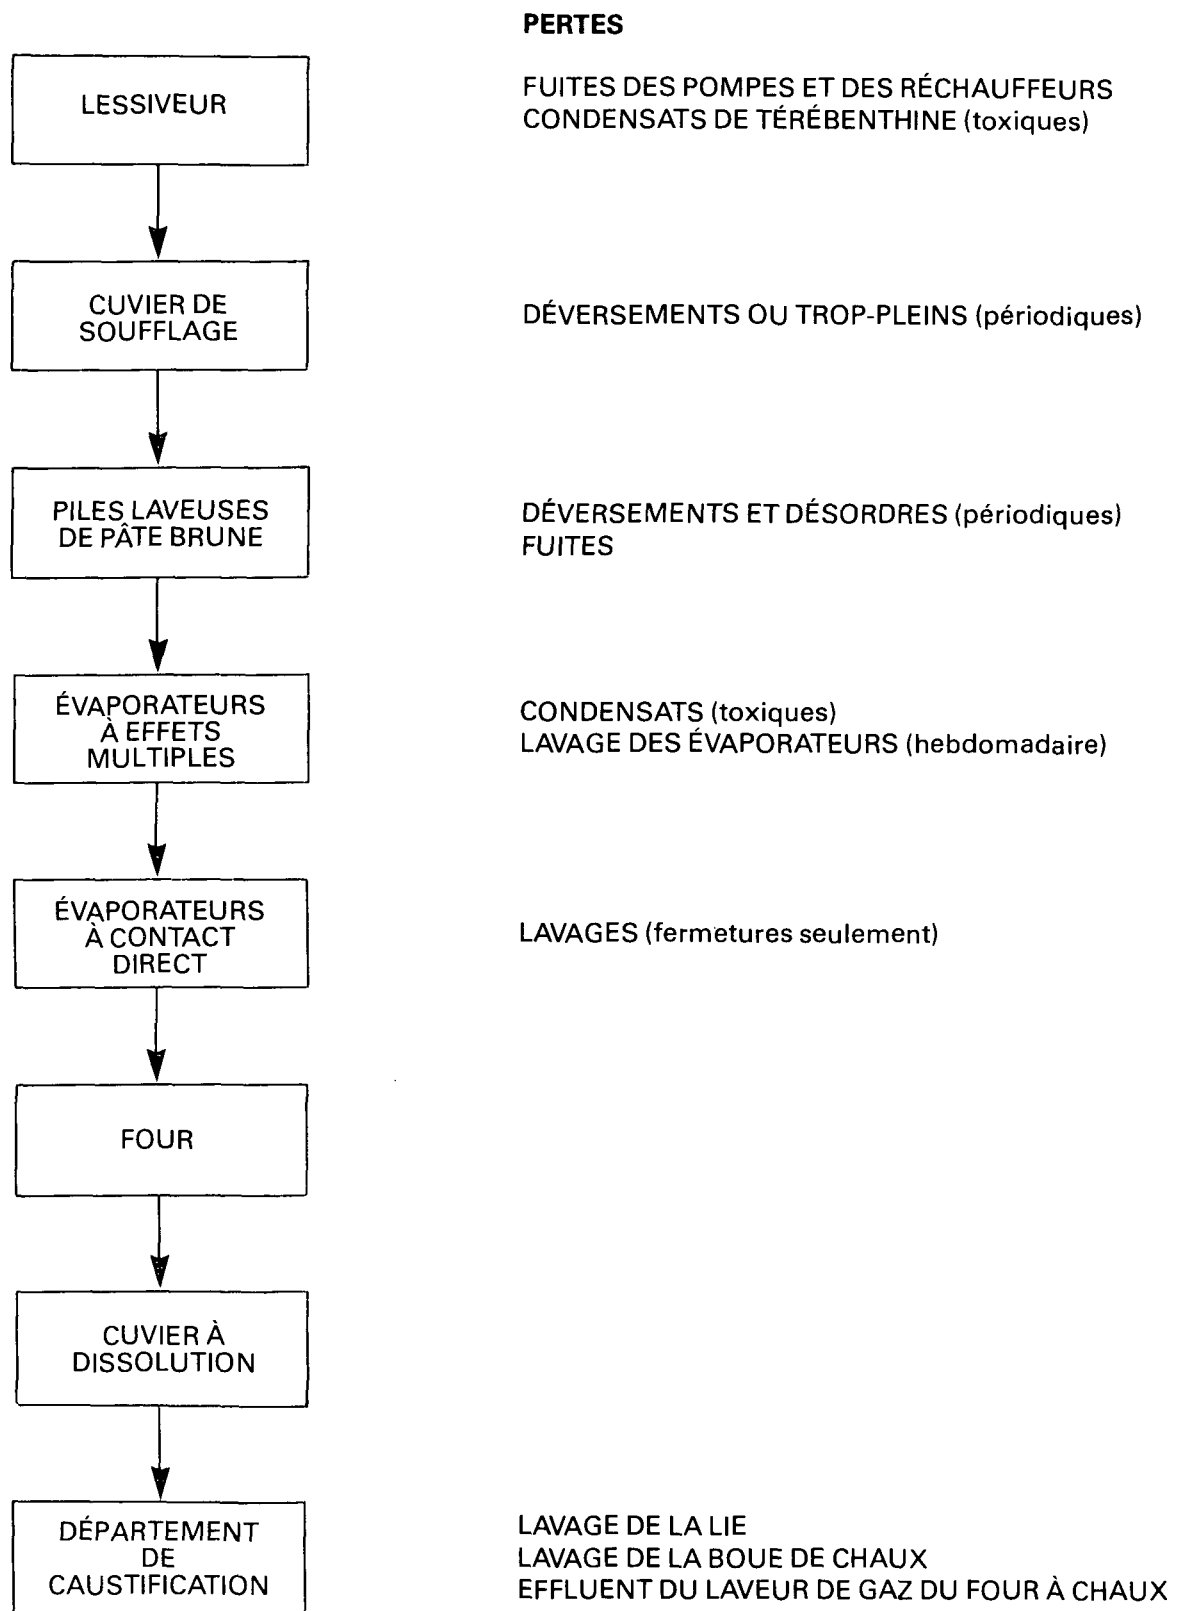 PERTES
LESSIVEUR
FUITES DES POMPES ET DES RÉCHAUFFEURS
CONDENSATS DE TÉRÉBENTHINE (toxiques)
CUVIER DE
SOUFFLAGE
DÉVERSEMENTS OU TROP-PLEINS (périodiques)
PILES LAVEUSES
DE PÂTE BRUNE
DÉVERSEMENTS ET DÉSORDRES (périodiques)
FUITES
ÉVAPORATEURS
À EFFETS
MULTIPLES
CONDENSATS (toxiques)
LAVAGE DES ÉVAPORATEURS (hebdomadaire)
ÉVAPORATEURS
À CONTACT
DIRECT
LAVAGES (fermetures seulement)
FOUR
CUVIER À
DISSOLUTION
DÉPARTEMENT
DE
CAUSTIFICATION
LAVAGE DE LA LIE
LAVAGE DE LA BOUE DE CHAUX
EFFLUENT DU LAVEUR DE GAZ DU FOUR À CHAUX